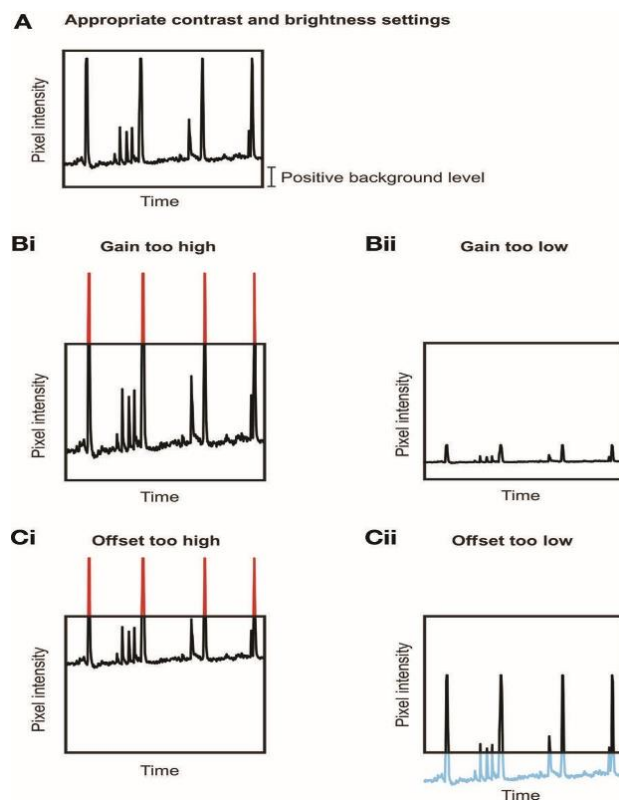 A Appropriate contrast and brightness settings
Pixel intensity
Positive background level
Time
Bi Gain too high
Bii Gain too low
Pixel intensity
Pixel intensity
Time
Time
Ci Offset too high
Cii Offset too low
Pixel intensity
Pixel intensity
Time
Time